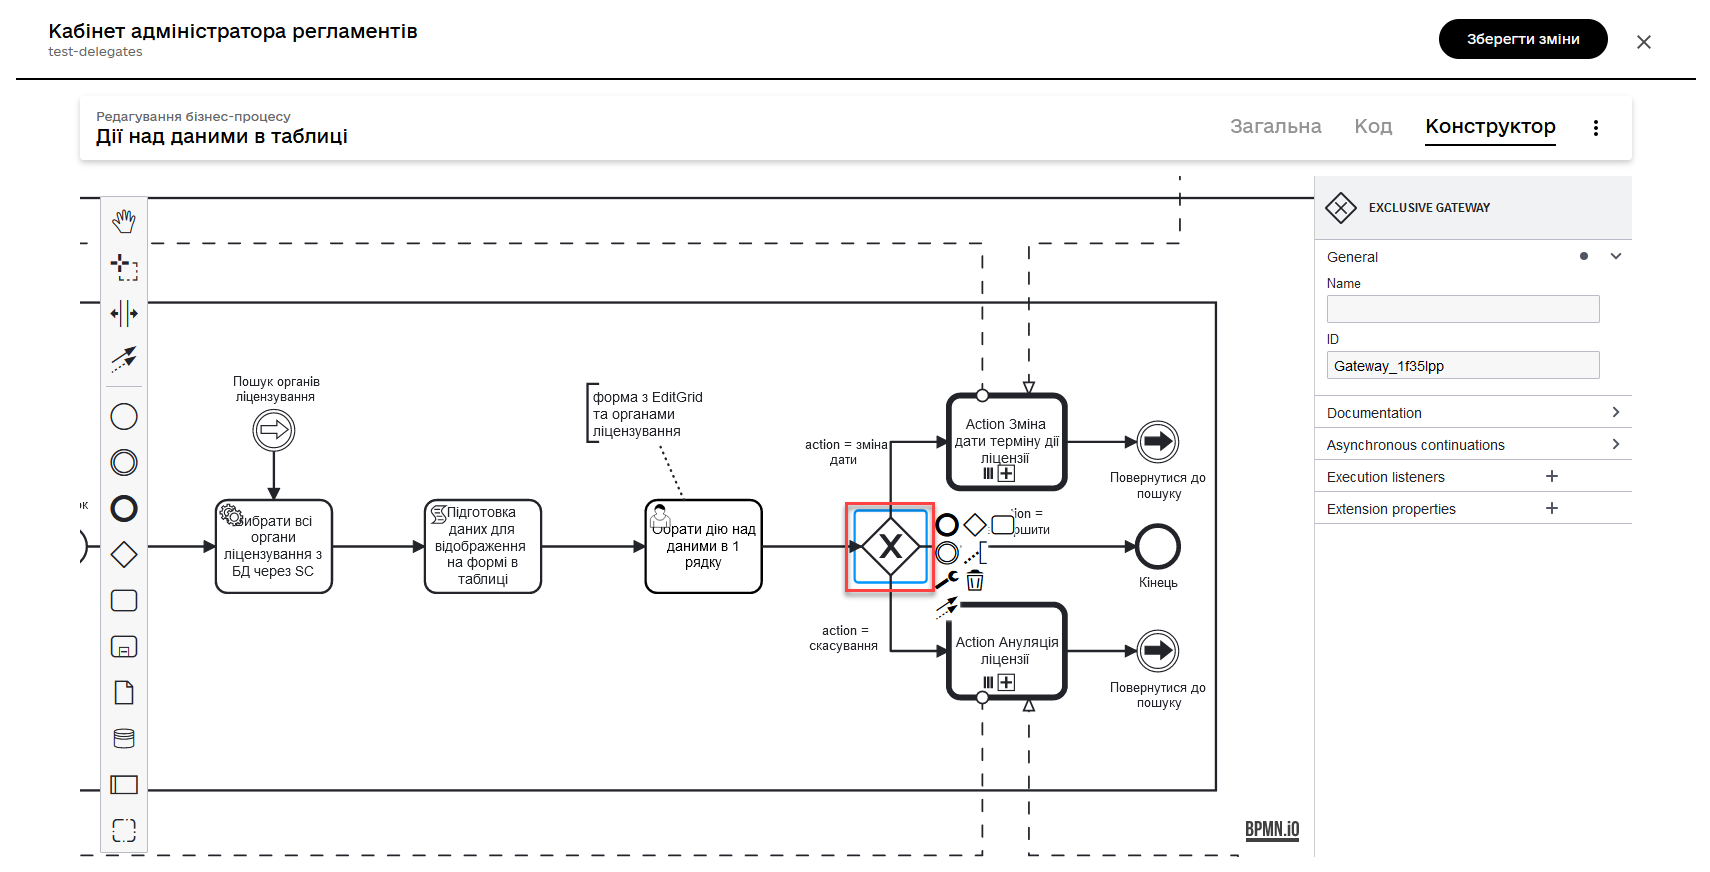 Кабінет адміністратора регламентів
test-delegates
Зберегти зміни
Редагування бізнес-процесу
Дії над даними в таблиці
Загальна
Код
Конструктор
EXCLUSIVE GATEWAY
General
Name
ID
Gateway_1f35lpp
Documentation
Asynchronous continuations
Execution listeners
Extension properties
Пошук органів
ліцензування
форма з EditGrid
та органами
ліцензування
action = зміна
дати
Action Зміна
дати терміну дії
ліцензії
Повернутися до
пошуку
ок
Вибрати всі
органи
ліцензування з
БД через SC
Підготовка
даних для
відображення
на формі в
таблиці
Обрати дію над
даними в 1
рядку
X
Кінець
action =
скасування
Action Ануляція
ліцензії
Повернутися до
пошуку
BPMN.iO